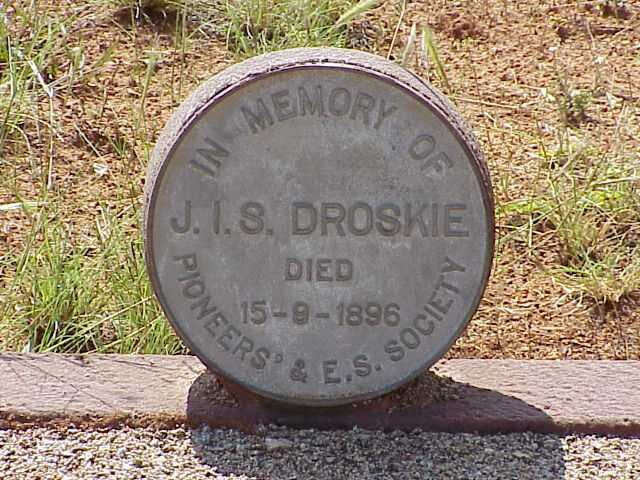 IN MEMORY OF
J.I.S. DROSKIE
DIED
15-9-1896
PIONEERS' & E.S. SOCIETY